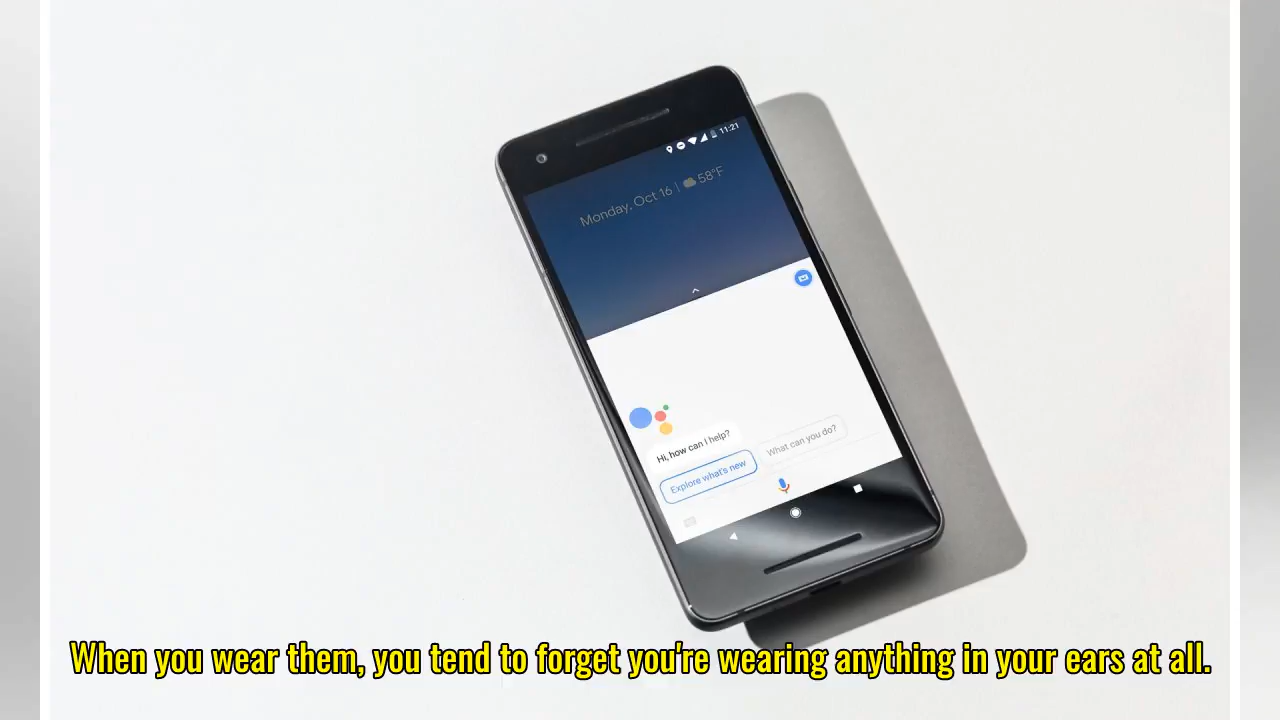 11:21
Monday, Oct 16 | 58°F
Hi, how can I help?
Explore what's new
What can you do?
When you wear them, you tend to forget you're wearing anything in your ears at all.